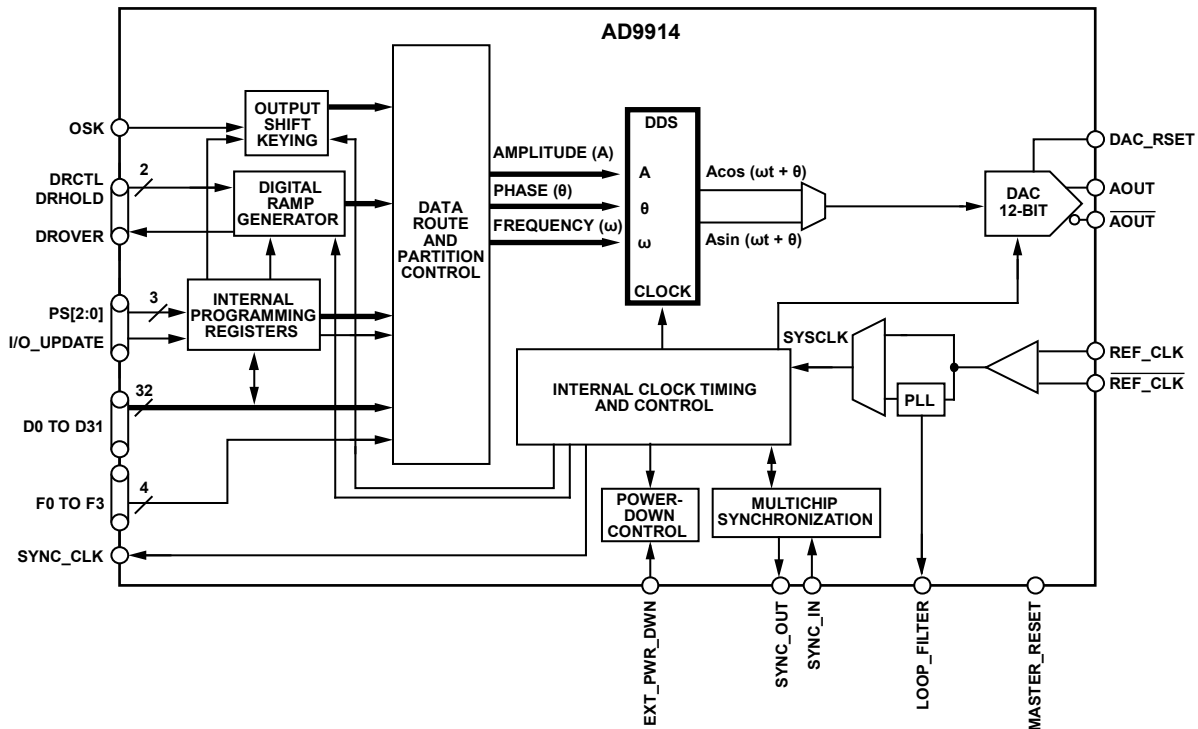 AD9914
OSK
DRCTL
DRHOLD
DROVER
PS[2:0]
I/O_UPDATE
D0 TO D31
F0 TO F3
SYNC_CLK
2
3
32
4
OUTPUT
SHIFT
KEYING
DIGITAL
RAMP
GENERATOR
INTERNAL
PROGRAMMING
REGISTERS
DATA
ROUTE
AND
PARTITION
CONTROL
AMPLITUDE (A)
PHASE (θ)
FREQUENCY (ω)
DDS
A
θ
ω
CLOCK
Acos (ωt + θ)
Asin (ωt + θ)
DAC
12-BIT
DAC_RSET
AOUT
AOUT
SYSCLK
PLL
REF_CLK
REF_CLK
INTERNAL CLOCK TIMING
AND CONTROL
POWER-
DOWN
CONTROL
MULTICHIP
SYNCHRONIZATION
EXT_PWR_DWN
SYNC_OUT
SYNC_IN
LOOP_FILTER
MASTER_RESET